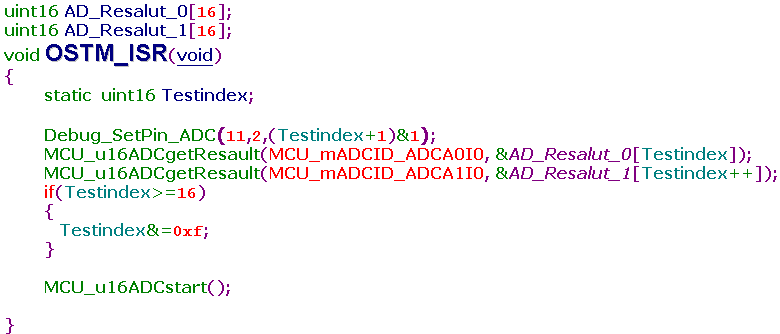 uint16 AD_Resalut_0[16];
uint16 AD_Resalut_1[16];
void OSTM_ISR(void)
{
static uint16 Testindex;
Debug_SetPin_ADC(11,2,(Testindex+1)&1);
MCU_u16ADCgetResault(MCU_mADCID_ADCA0I0, &AD_Resalut_0[Testindex]);
MCU_u16ADCgetResault(MCU_mADCID_ADCA1I0, &AD_Resalut_1[Testindex++]);
if(Testindex>=16)
{
Testindex&=0xf;
}
MCU_u16ADCstart();
}